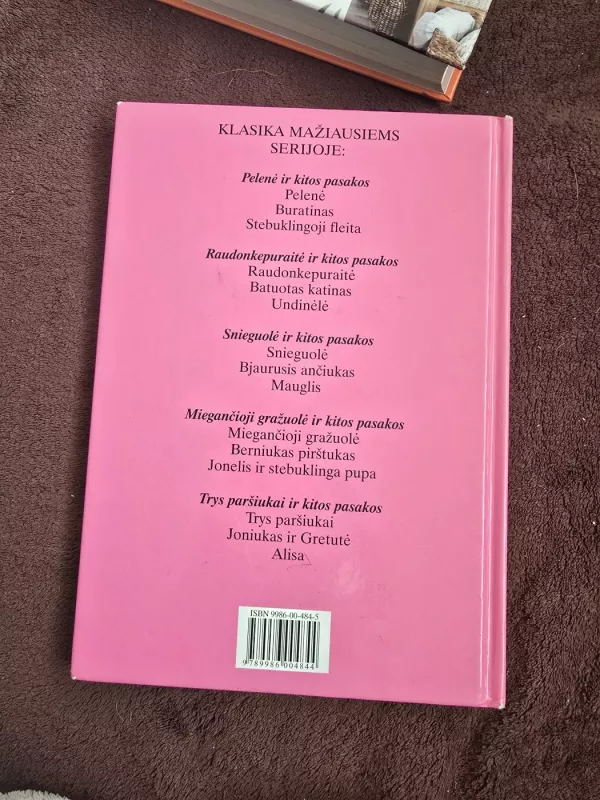 KLASIKA MAŽIAUSIEMS
SERIJOJE:
Pelenė ir kitos pasakos
Pelenė
Buratinas
Stebuklingoji fleita
Raudonkepuraitė ir kitos pasakos
Raudonkepuraitė
Batuotas katinas
Undinėlė
Snieguolė ir kitos pasakos
Snieguolė
Bjaurusis ančiukas
Mauglis
Miegančioji gražuolė ir kitos pasakos
Miegančioji gražuolė
Berniukas pirštukas
Jonelis ir stebuklinga pupa
Trys paršiukai ir kitos pasakos
Trys paršiukai
Joniukas ir Gretutė
Alisa
ISBN 9986-00-484-5
9789986004844